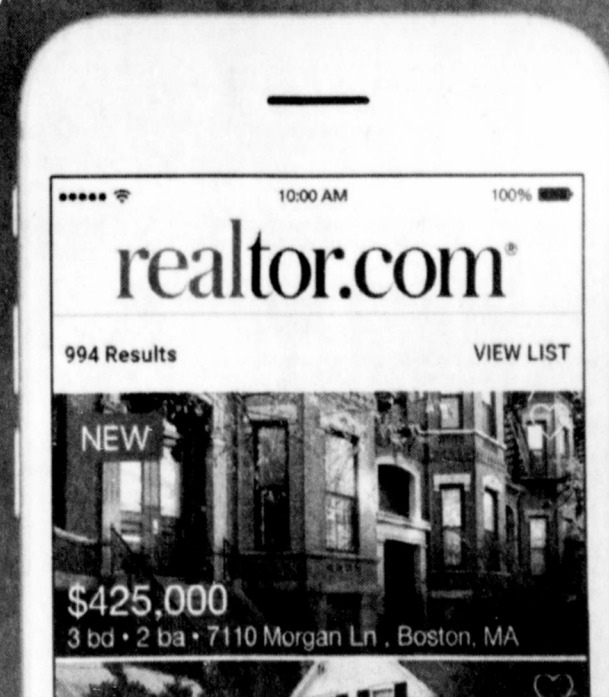 10:00 AM 100%
realtor.com®
994 Results VIEW LIST
NEW
$425,000
3 bd • 2 ba • 7110 Morgan Ln , Boston, MA